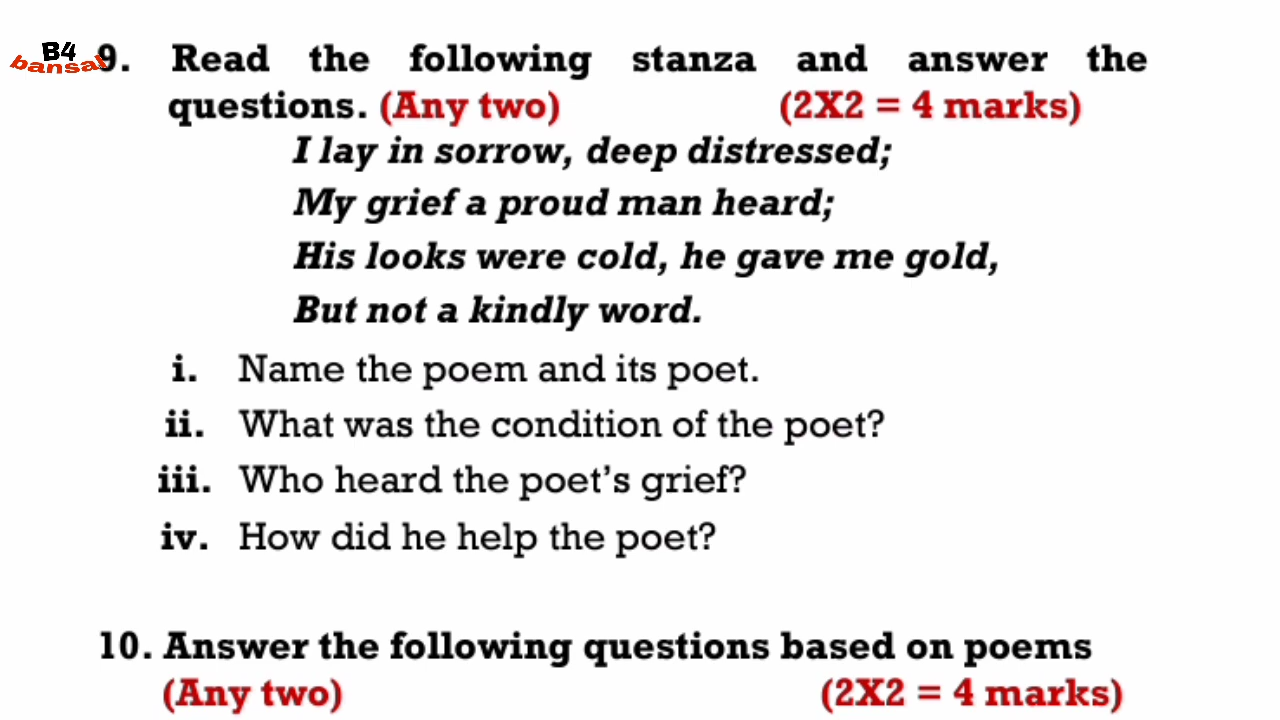 B4
bansal
9. Read the following stanza and answer the
questions. (Any two) (2X2 = 4 marks)
I lay in sorrow, deep distressed;
My grief a proud man heard;
His looks were cold, he gave me gold,
But not a kindly word.
i. Name the poem and its poet.
ii. What was the condition of the poet?
iii. Who heard the poet's grief?
iv. How did he help the poet?
10. Answer the following questions based on poems
(Any two) (2X2 = 4 marks)